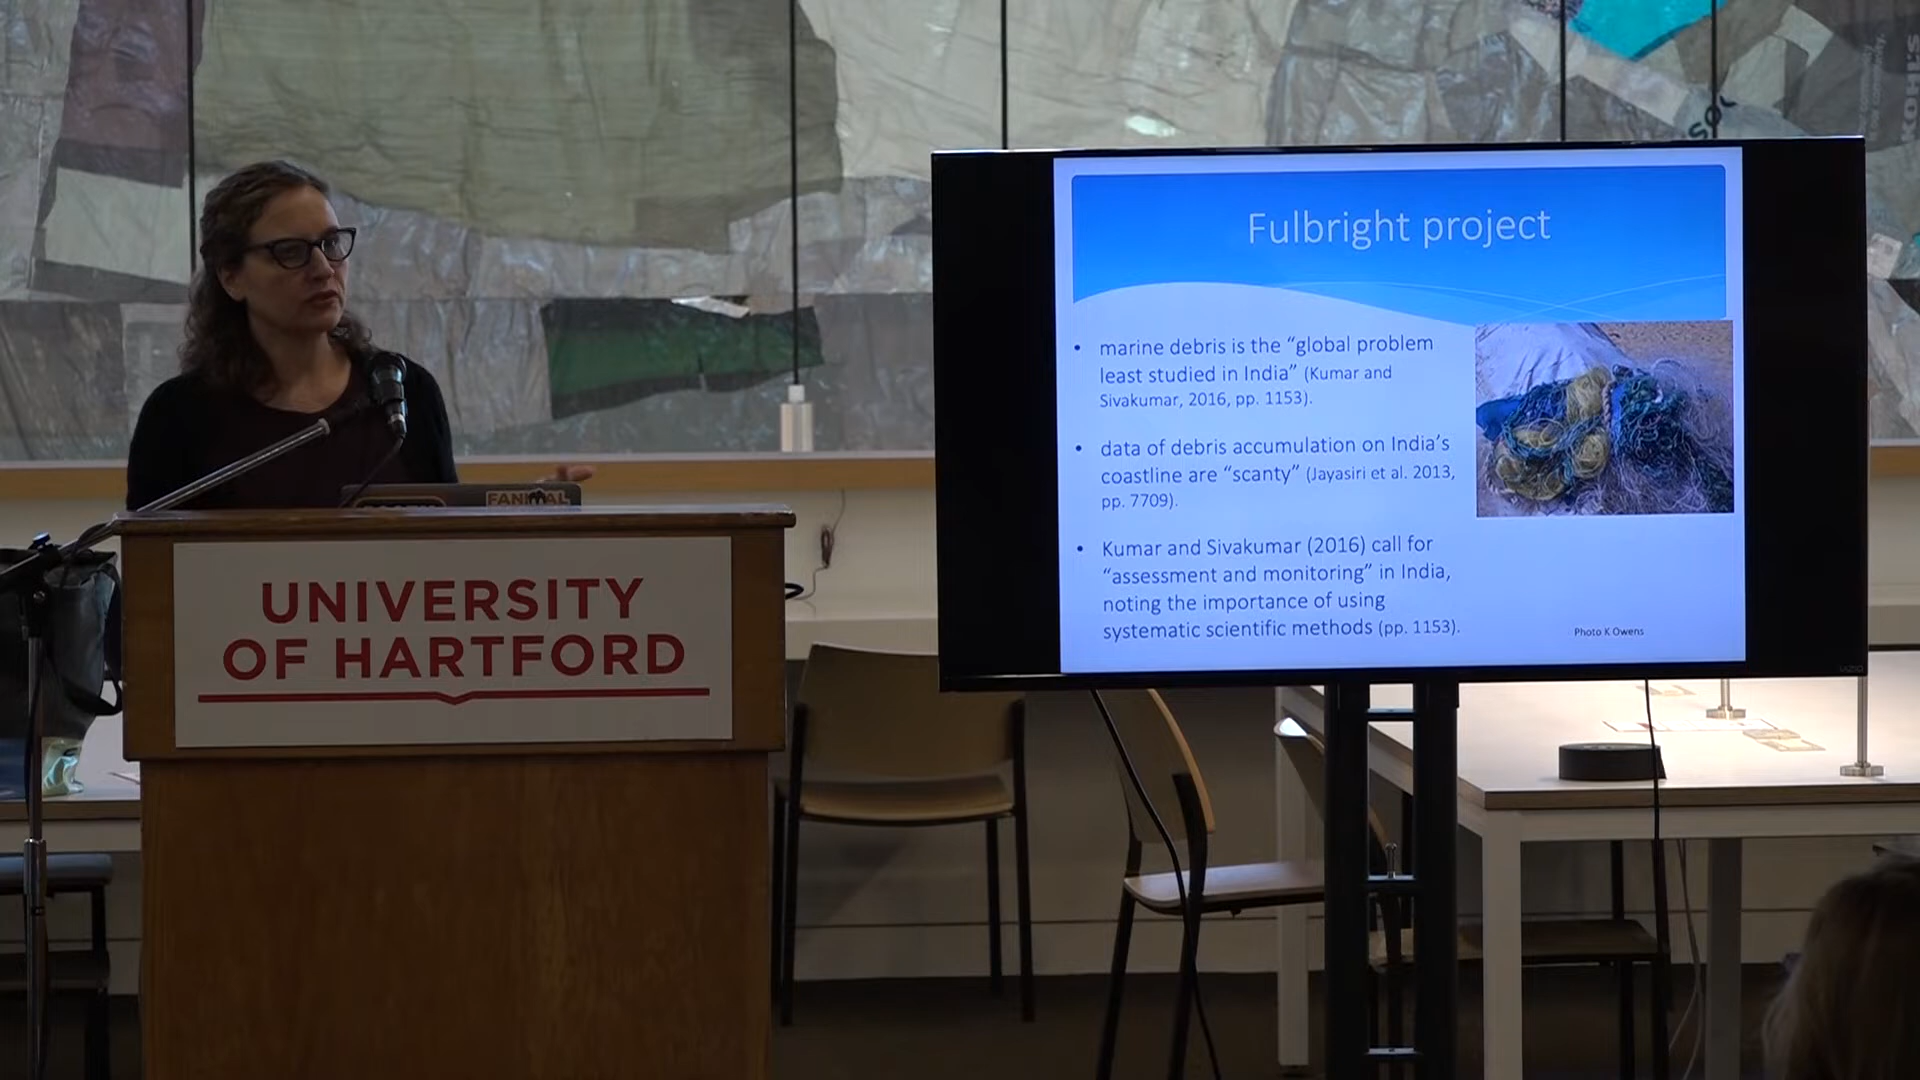 KOHL'S
Fulbright project
• marine debris is the “global problem
least studied in India” (Kumar and
Sivakumar, 2016, pp. 1153).
• data of debris accumulation on India’s
coastline are “scanty” (Jayasiri et al. 2013,
pp. 7709).
• Kumar and Sivakumar (2016) call for
“assessment and monitoring” in India,
noting the importance of using
systematic scientific methods (pp. 1153).
Photo K Owens
VIZIO
FANIMAL
UNIVERSITY
OF HARTFORD